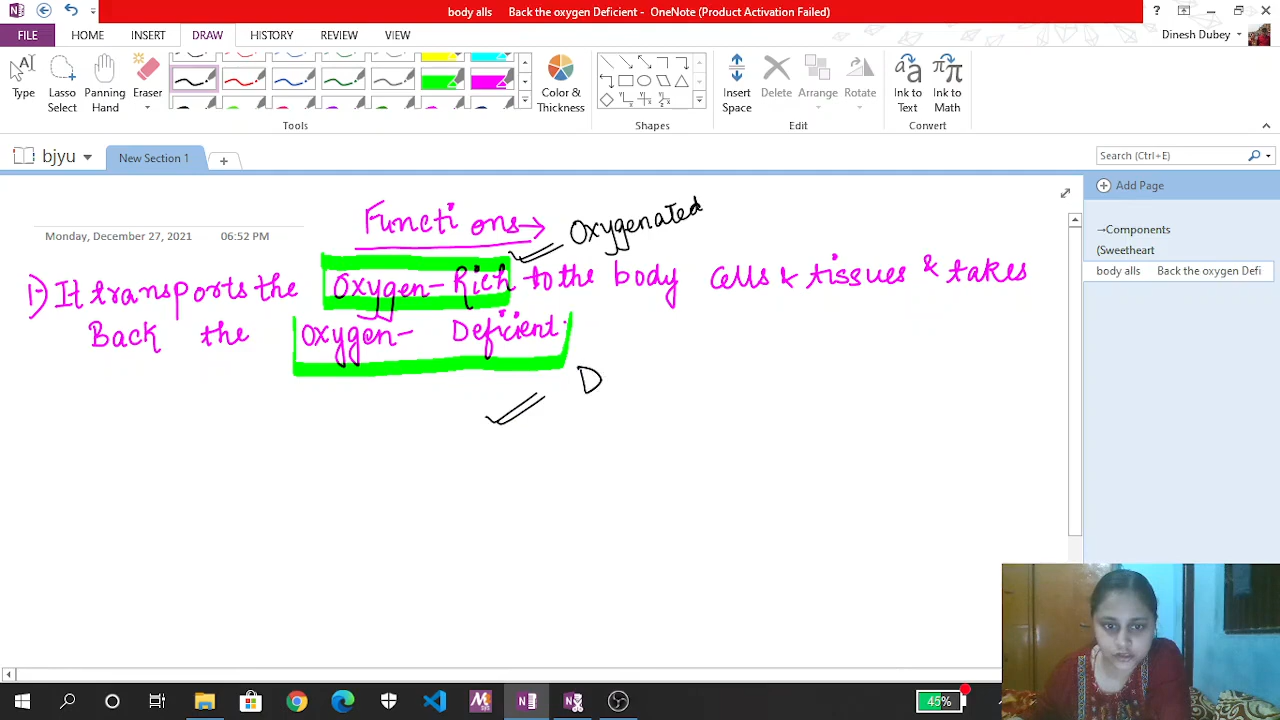 body alls Back the oxygen Deficient - OneNote (Product Activation Failed)
FILE HOME INSERT DRAW HISTORY REVIEW VIEW
Dinesh Dubey
Type
Lasso Select
Panning Hand
Eraser
Color & Thickness
Insert Space
Delete
Arrange
Rotate
Ink to Text
Ink to Math
Tools
Shapes
Edit
Convert
bjyu
New Section 1
Search (Ctrl+E)
Add Page
Monday, December 27, 2021 06:52 PM
→Components
(Sweetheart
body alls Back the oxygen Defi
Functions→ Oxygenated
1) It transports the Oxygen-Rich to the body Cells & tissues & takes
Back the Oxygen- Deficient.
D
45%